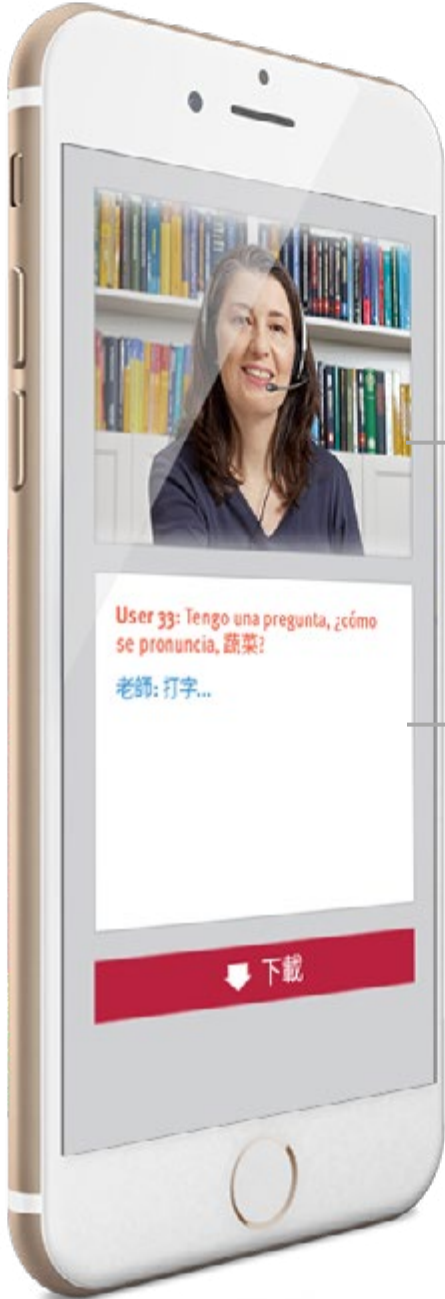 User 33: Tengo una pregunta, ¿cómo
se pronuncia, 蔬菜?
老師: 打字...
下載